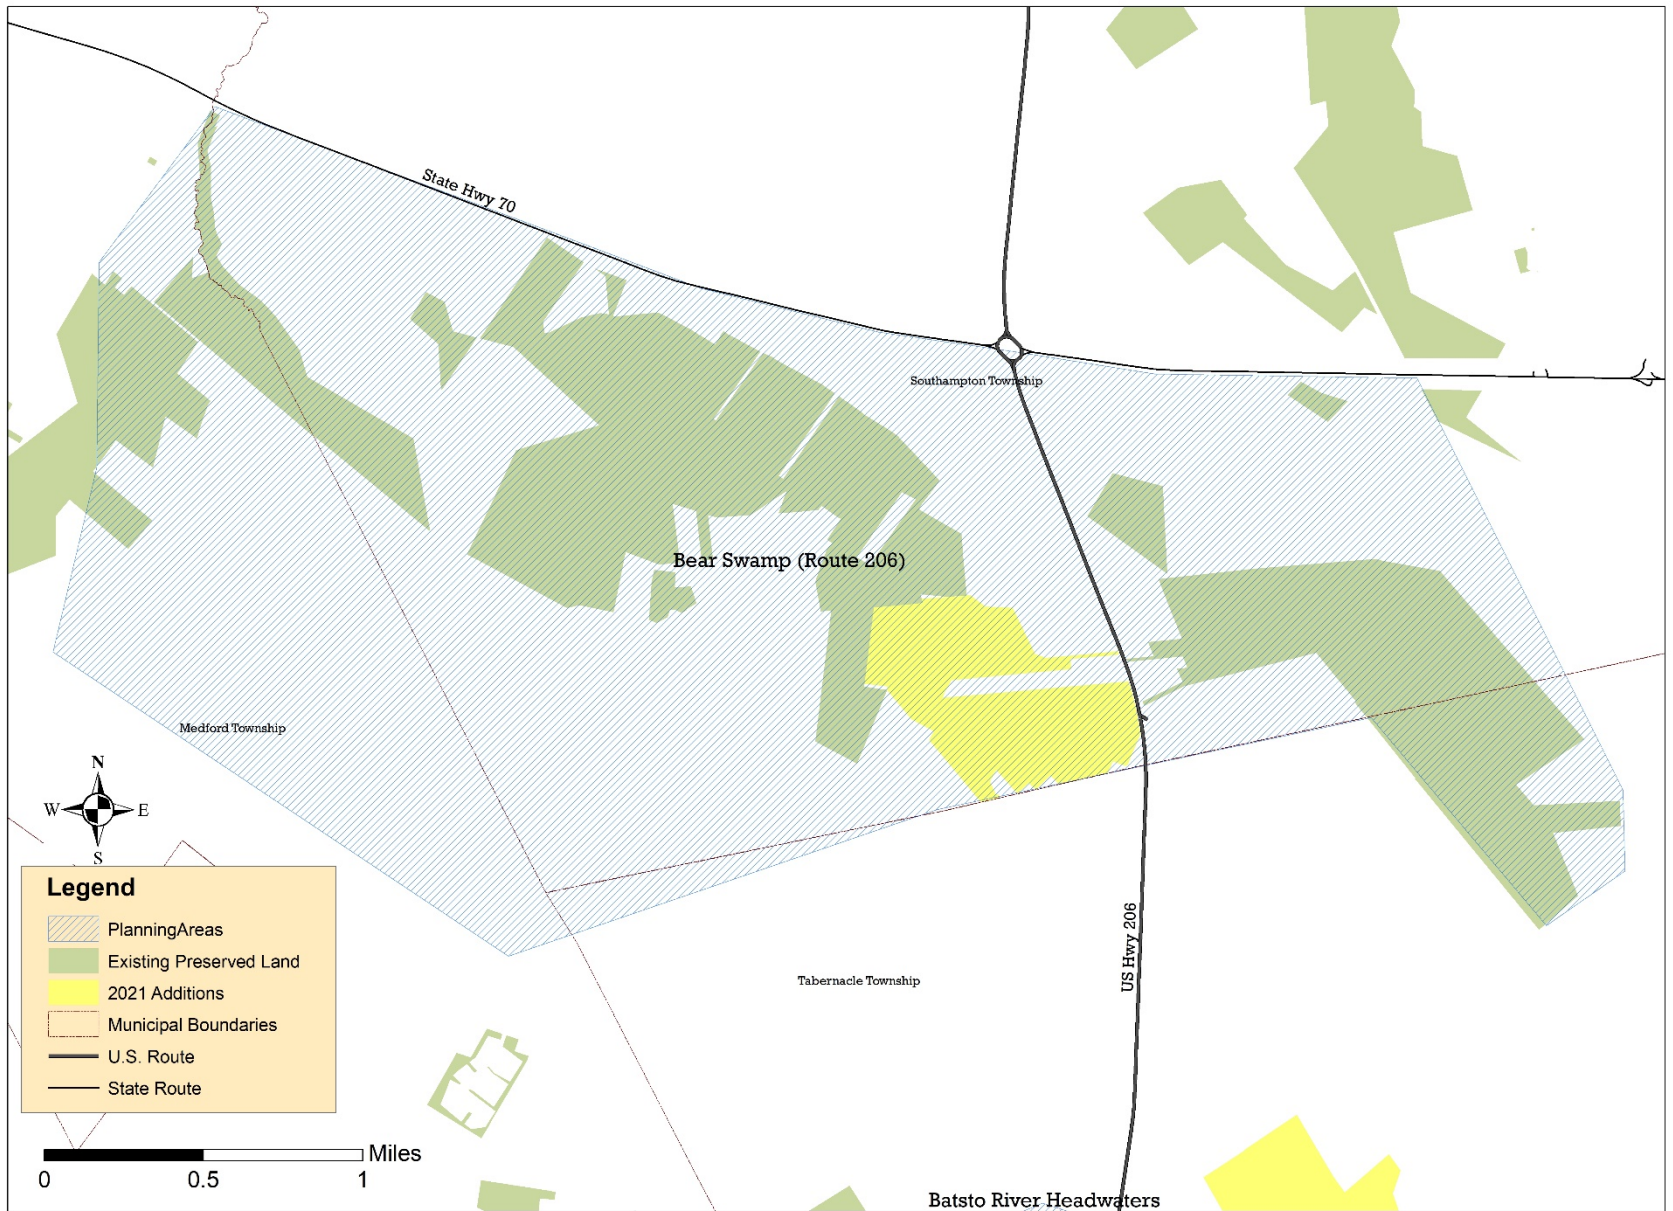 State Hwy 70
Southampton Township
Bear Swamp (Route 206)
Medford Township
N
W
E
S
Legend
PlanningAreas
Existing Preserved Land
2021 Additions
Municipal Boundaries
U.S. Route
State Route
US Hwy 206
Tabernacle Township
Miles
0
0.5
1
Batsto River Headwaters